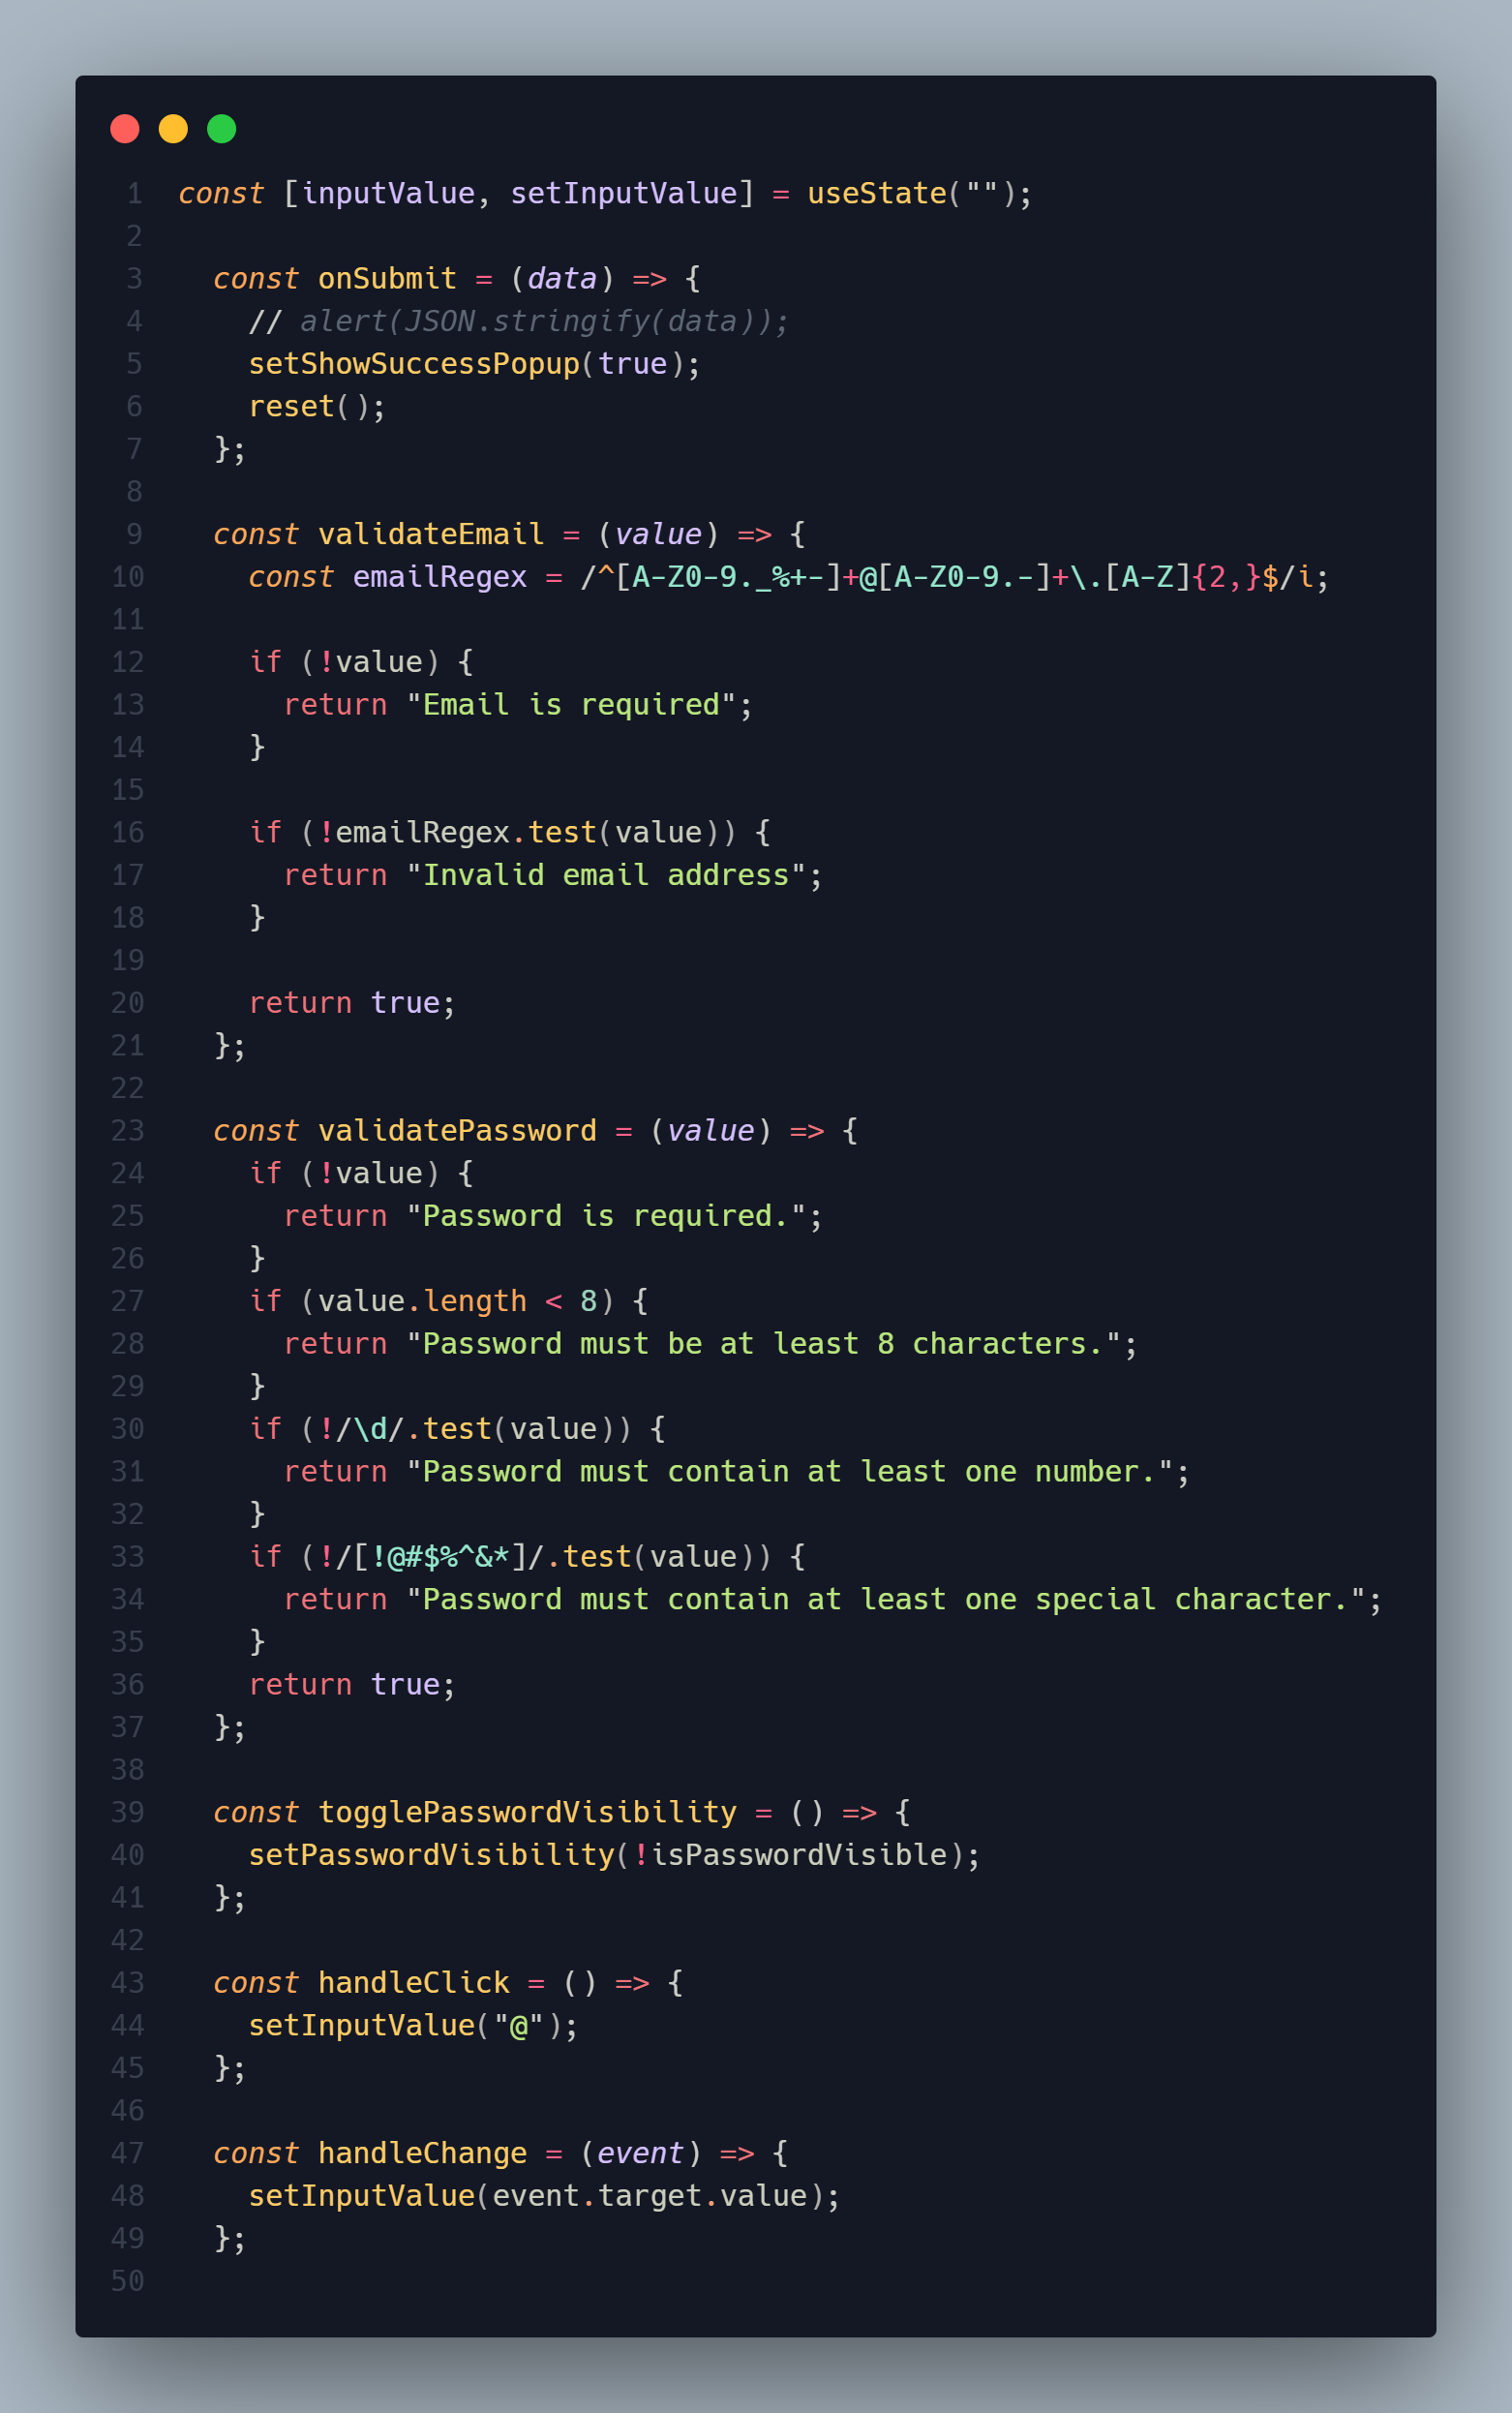 1 const [inputValue, setInputValue] = useState("");
2
3   const onSubmit = (data) => {
4     // alert(JSON.stringify(data));
5     setShowSuccessPopup(true);
6     reset();
7   };
8
9   const validateEmail = (value) => {
10     const emailRegex = /^[A-Z0-9._%+-]+@[A-Z0-9.-]+\.[A-Z]{2,}$/i;
11
12     if (!value) {
13       return "Email is required";
14     }
15
16     if (!emailRegex.test(value)) {
17       return "Invalid email address";
18     }
19
20     return true;
21   };
22
23   const validatePassword = (value) => {
24     if (!value) {
25       return "Password is required.";
26     }
27     if (value.length < 8) {
28       return "Password must be at least 8 characters.";
29     }
30     if (!/\d/.test(value)) {
31       return "Password must contain at least one number.";
32     }
33     if (!/[!@#$%^&*]/.test(value)) {
34       return "Password must contain at least one special character.";
35     }
36     return true;
37   };
38
39   const togglePasswordVisibility = () => {
40     setPasswordVisibility(!isPasswordVisible);
41   };
42
43   const handleClick = () => {
44     setInputValue("@");
45   };
46
47   const handleChange = (event) => {
48     setInputValue(event.target.value);
49   };
50